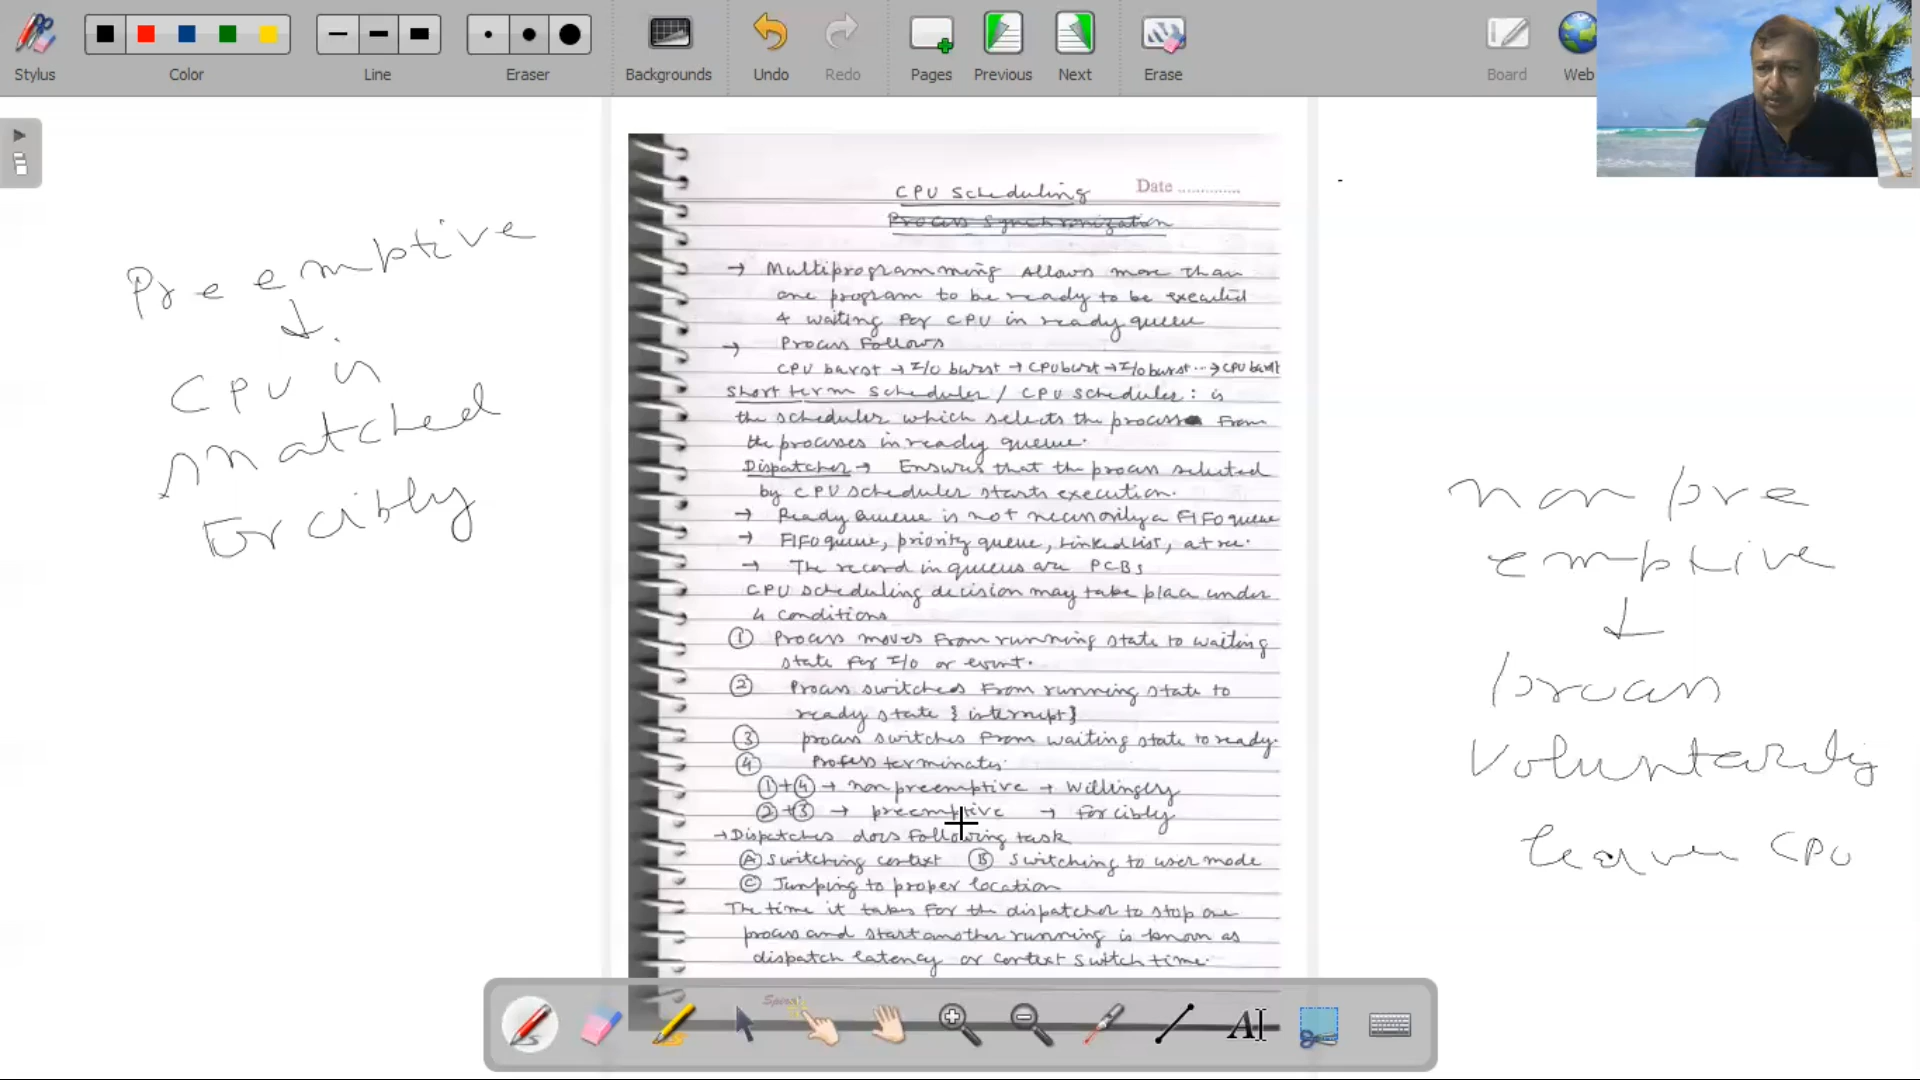 Stylus
Color
Line
Eraser
Backgrounds
Undo
Redo
Pages
Previous
Next
Erase
Board
Web
Preemptive
CPU is
snatched
forcibly
CPU Scheduling
Date
Process Synchronization
→ Multiprogramming allows more than
one program to be ready to be executed
& waiting for CPU in ready queue
→ Process follows
CPU burst → I/O burst → CPU burst → I/O burst ... → CPU burst
Short term Scheduler / CPU scheduler : is
the scheduler which selects the process from
the processes in ready queue.
Dispatcher → Ensures that the process selected
by CPU scheduler starts execution.
→ Ready Queue is not necessarily a FIFO queue
→ FIFO queue, priority queue, Linked List, a tree.
→ The record in queues are PCBs
CPU scheduling decision may take place under
4 conditions
① Process moves from running state to waiting
state for I/O or event.
② Process switches from running state to
ready state { interrupt }
③ process switches from waiting state to ready.
④ Process terminates.
①+④ → non preemptive → willingly
②+③ → preemptive → forcibly
→ Dispatches does following task
Ⓐ Switching context Ⓑ Switching to user mode
Ⓒ Jumping to proper location
The time it takes for the dispatcher to stop one
process and start another running is known as
dispatch latency or context switch time.
Spiral
non pre
emptive
↓
process
Voluntarily
leaves CPU